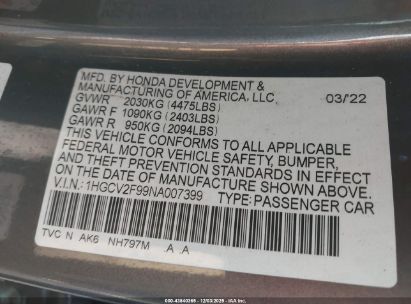 MFD. BY HONDA DEVELOPMENT &
MANUFACTURING OF AMERICA, LLC.
03/22
GVWR 2030KG (4475LBS)
GAWR F 1090KG (2403LBS)
GAWR R 950KG (2094LBS)
THIS VEHICLE CONFORMS TO ALL APPLICABLE
FEDERAL MOTOR VEHICLE SAFETY, BUMPER,
AND THEFT PREVENTION STANDARDS IN EFFECT
ON THE DATE OF MANUFACTURE SHOWN ABOVE.
V.I.N.: 1HGCV2F99NA007399 TYPE: PASSENGER CAR
TVC N AK6 NH797M A A